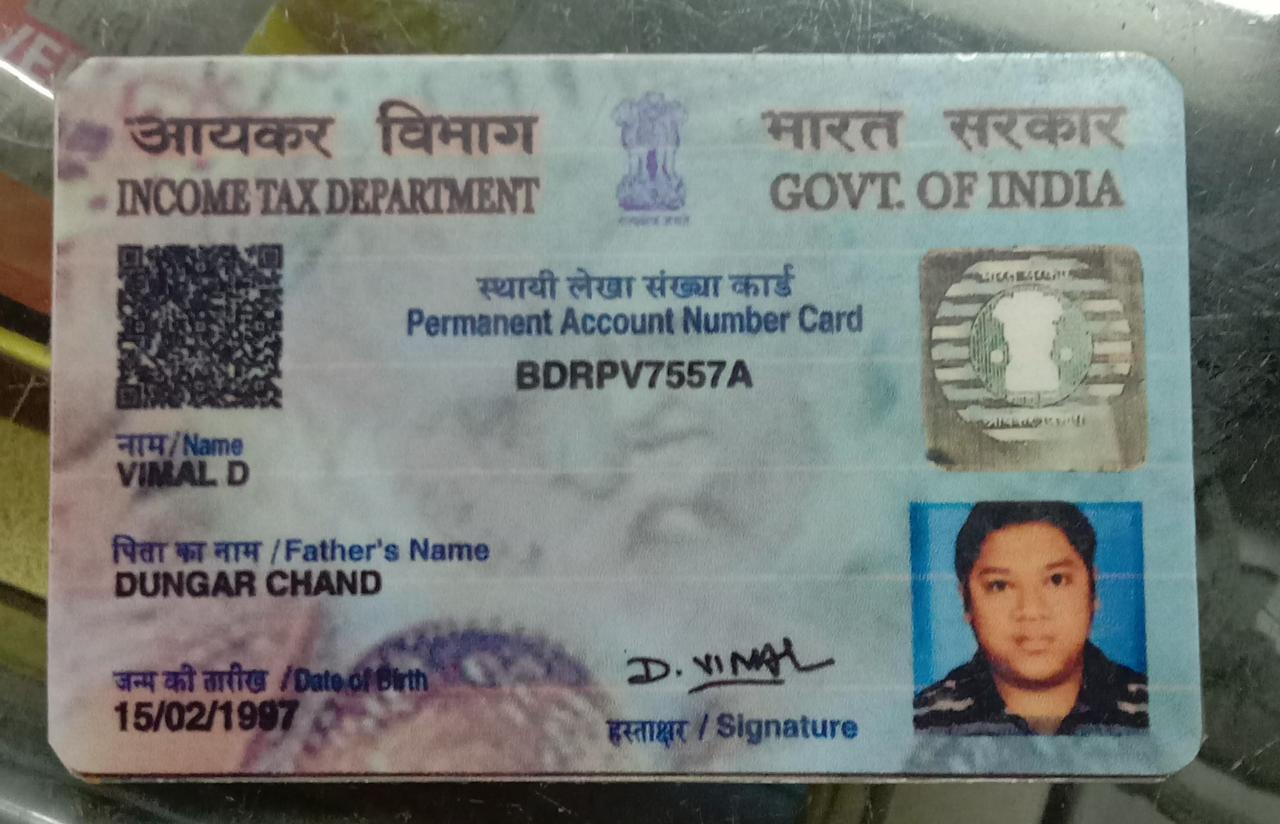 आयकर विभाग
INCOME TAX DEPARTMENT
भारत सरकार
GOVT. OF INDIA
स्थायी लेखा संख्या कार्ड
Permanent Account Number Card
BDRPV7557A
नाम/Name
VIMAL D
पिता का नाम /Father's Name
DUNGAR CHAND
जन्म की तारीख /Date of Birth
15/02/1997
D. VIMAL
हस्ताक्षर / Signature